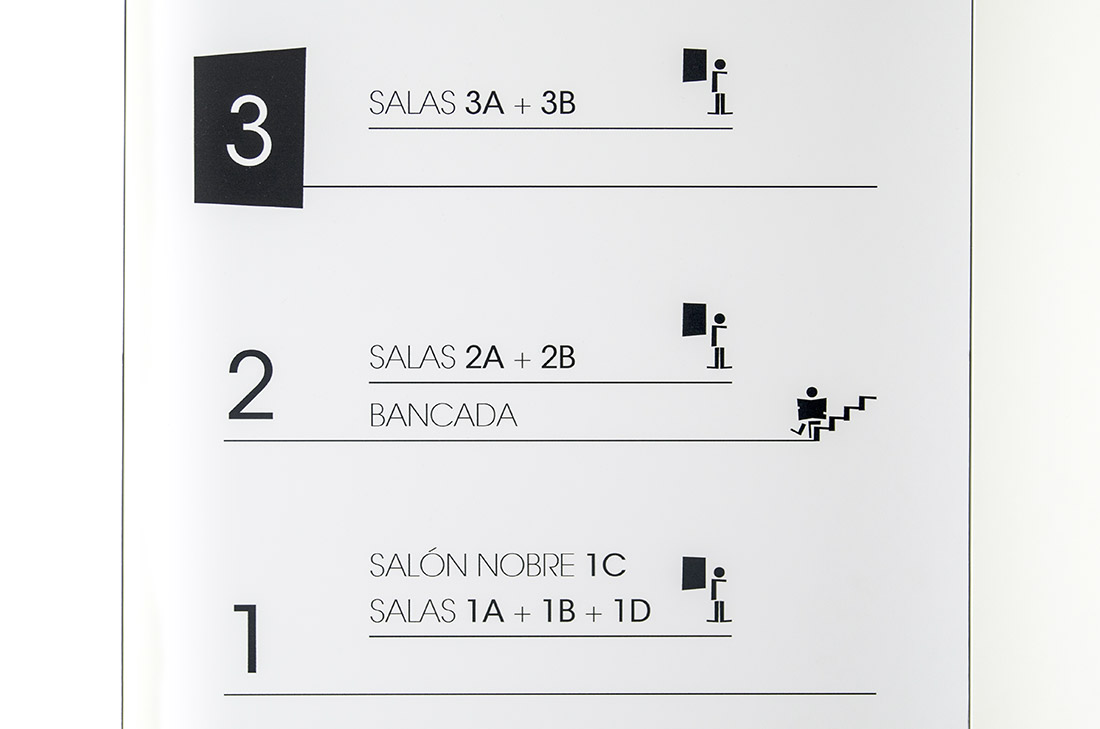 3
SALAS 3A + 3B
2
SALAS 2A + 2B
BANCADA
1
SALÓN NOBRE 1C
SALAS 1A + 1B + 1D